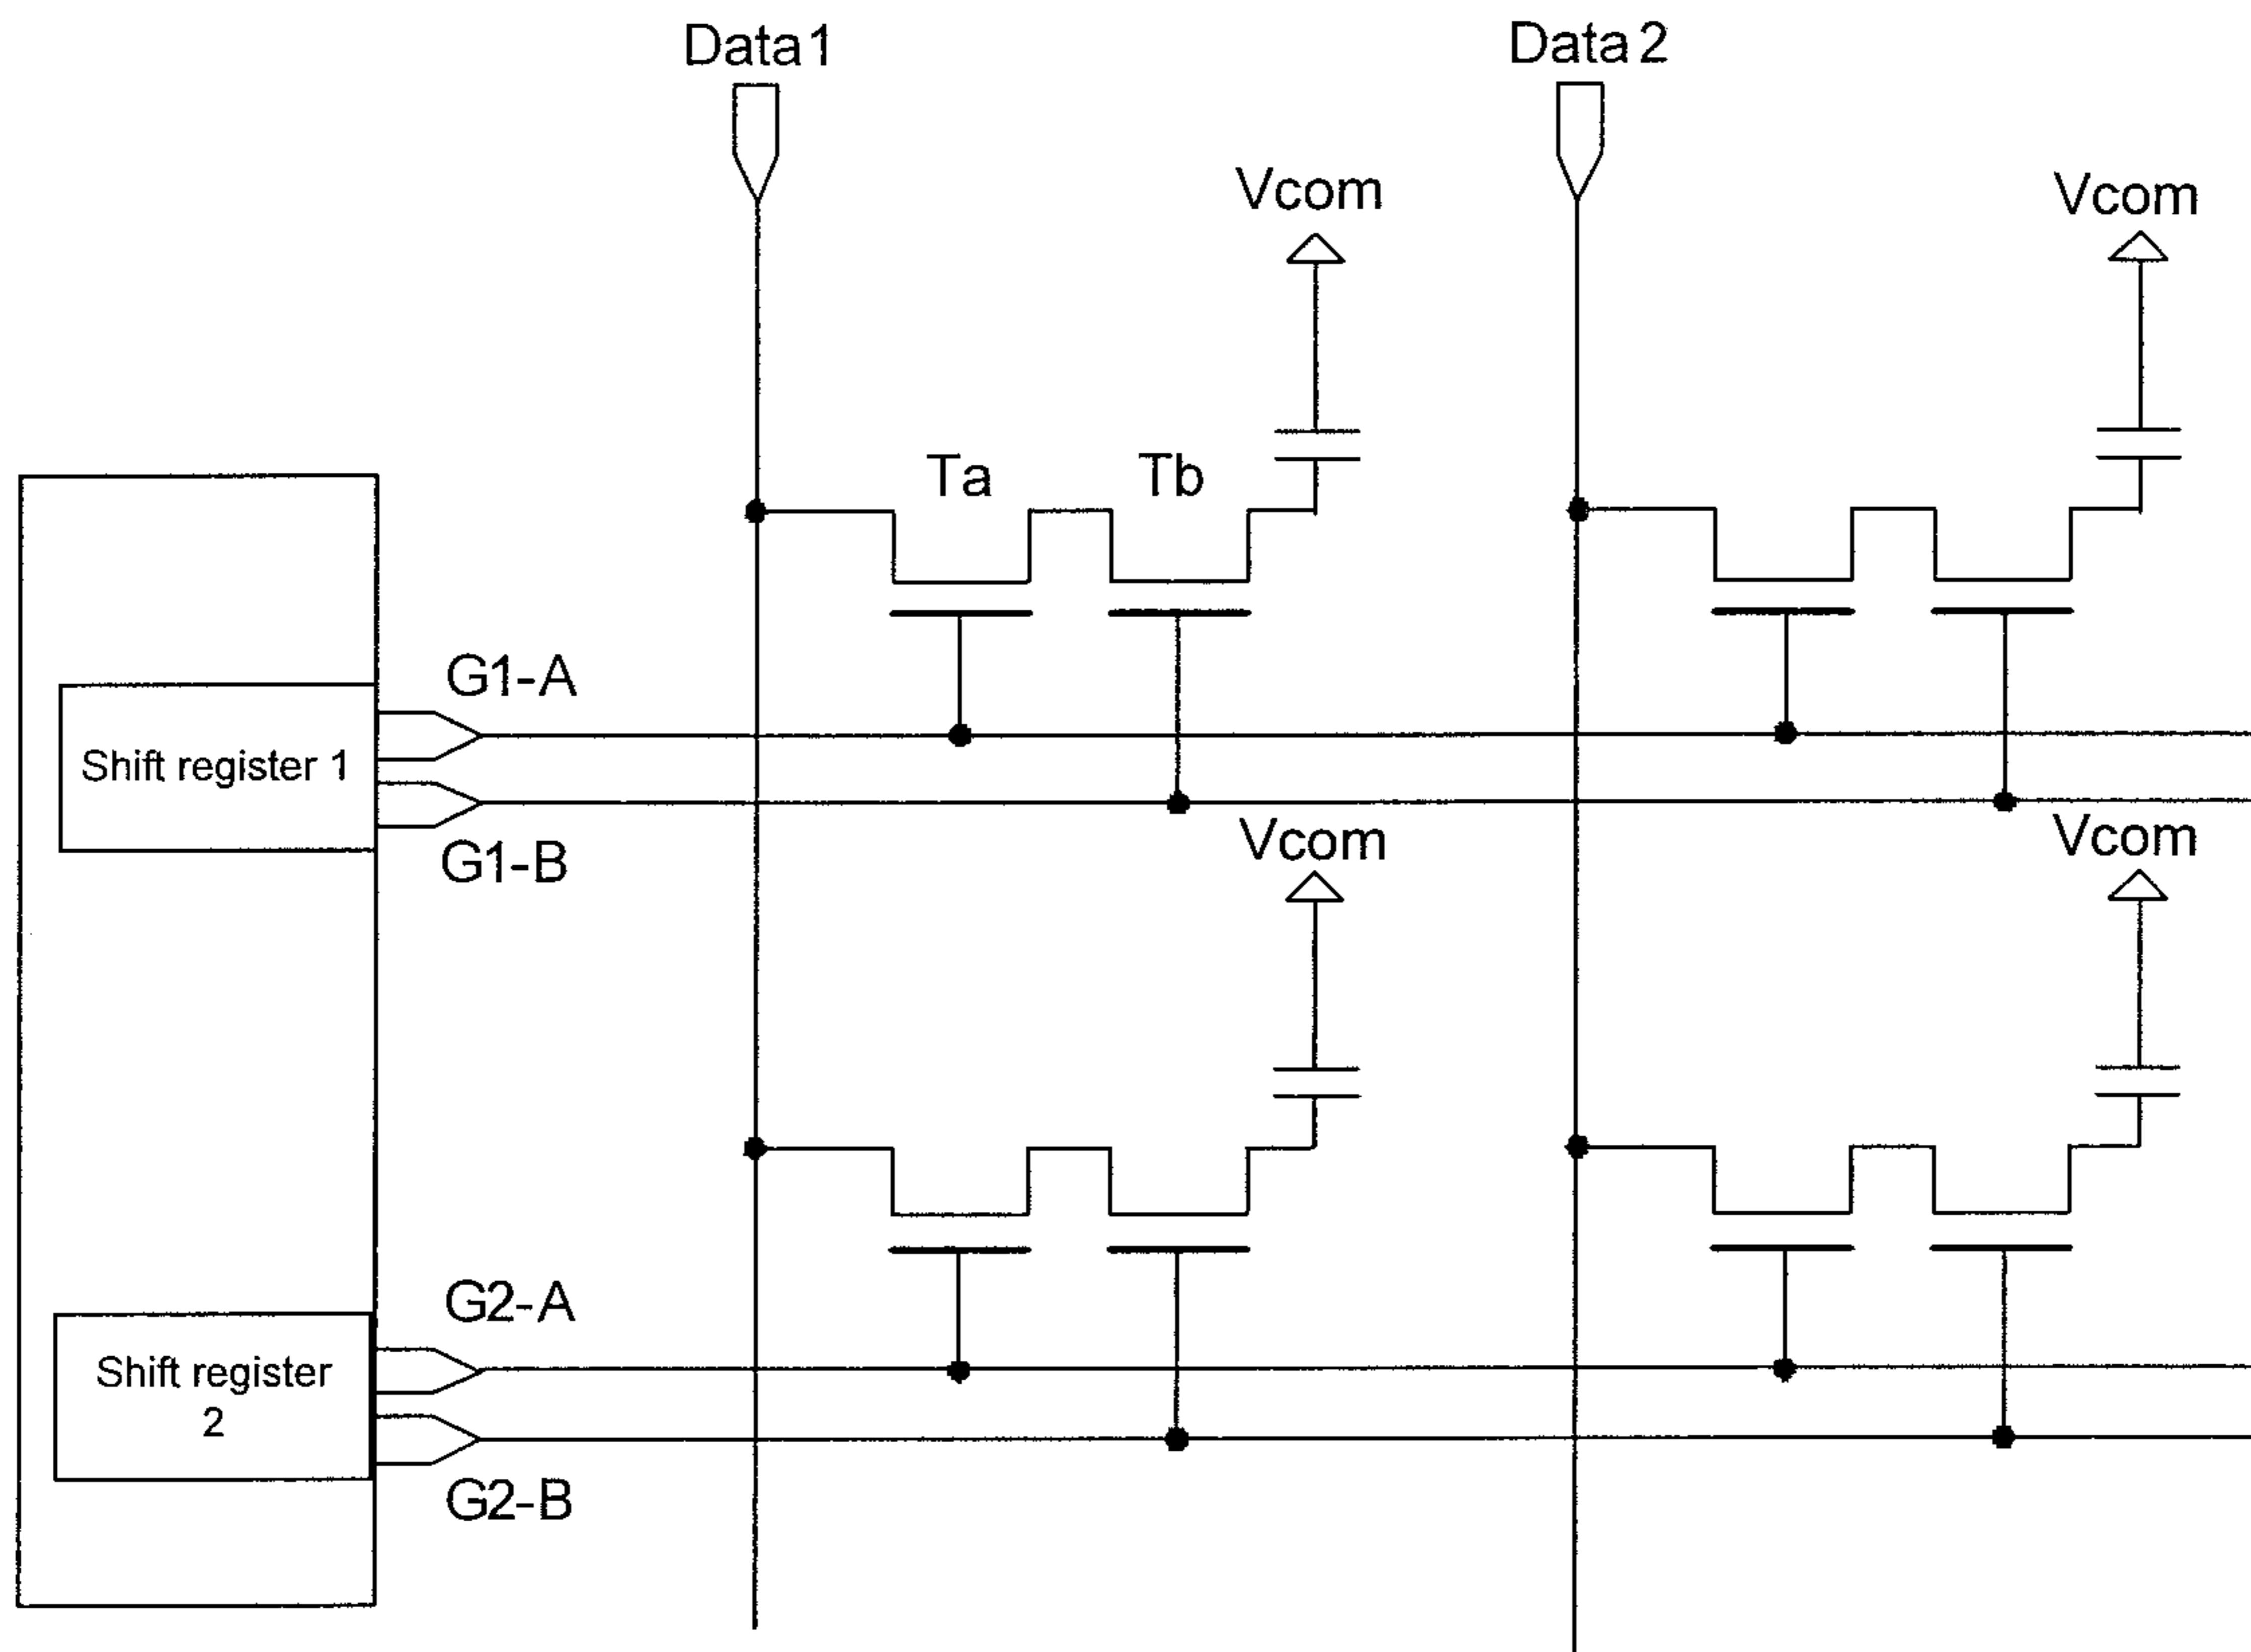 Data1
Data2
Vcom
Vcom
Ta
Tb
G1-A
Shift register 1
G1-B
Vcom
Vcom
G2-A
Shift register
2
G2-B